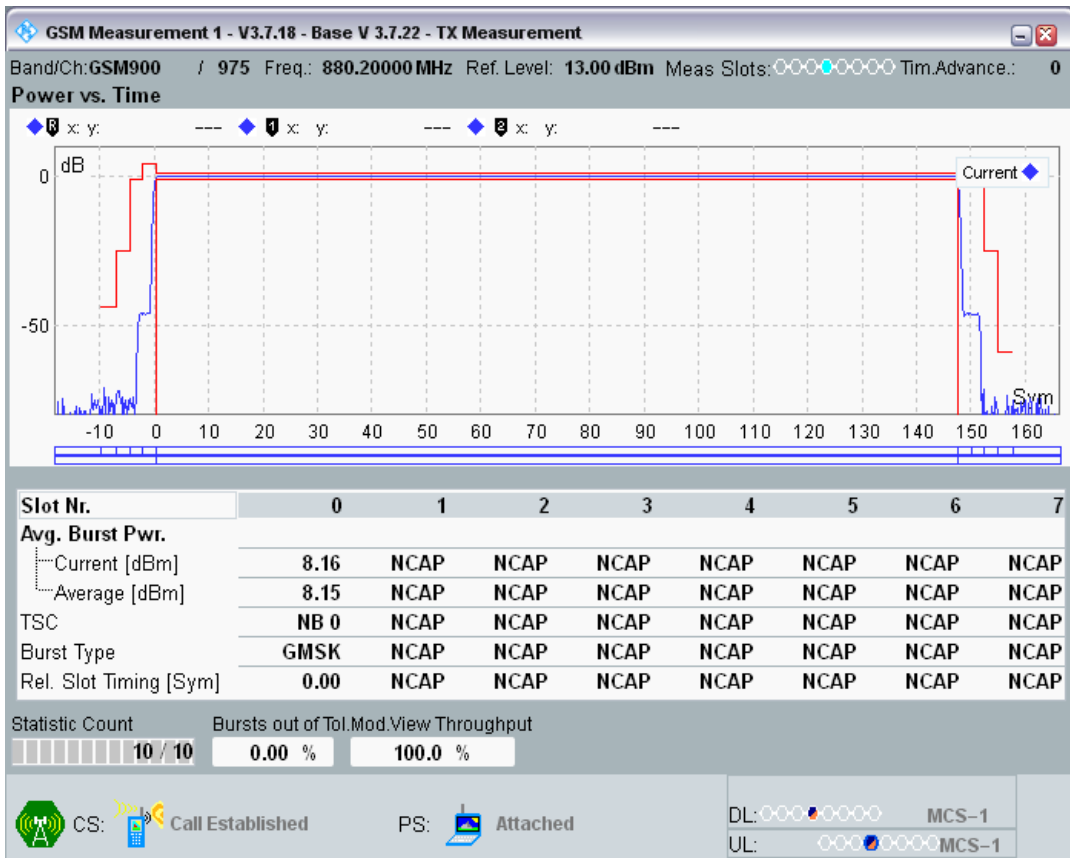 GSM Measurement 1 - V3.7.18 - Base V 3.7.22 - TX Measurement
Band/Ch:GSM900 / 975 Freq.: 880.20000 MHz Ref. Level: 13.00 dBm Meas Slots: Tim.Advance.: 0
Power vs. Time
R x: y: --- 1 x: y: --- 2 x: y: ---
dB
Current
0
-50
Sym
-10 0 10 20 30 40 50 60 70 80 90 100 110 120 130 140 150 160
Slot Nr. 0 1 2 3 4 5 6 7
Avg. Burst Pwr.
Current [dBm] 8.16 NCAP NCAP NCAP NCAP NCAP NCAP NCAP
Average [dBm] 8.15 NCAP NCAP NCAP NCAP NCAP NCAP NCAP
TSC NB 0 NCAP NCAP NCAP NCAP NCAP NCAP NCAP
Burst Type GMSK NCAP NCAP NCAP NCAP NCAP NCAP NCAP
Rel. Slot Timing [Sym] 0.00 NCAP NCAP NCAP NCAP NCAP NCAP NCAP
Statistic Count Bursts out of Tol.Mod.View Throughput
10 / 10 0.00 % 100.0 %
CS: Call Established PS: Attached
DL: MCS-1
UL: MCS-1